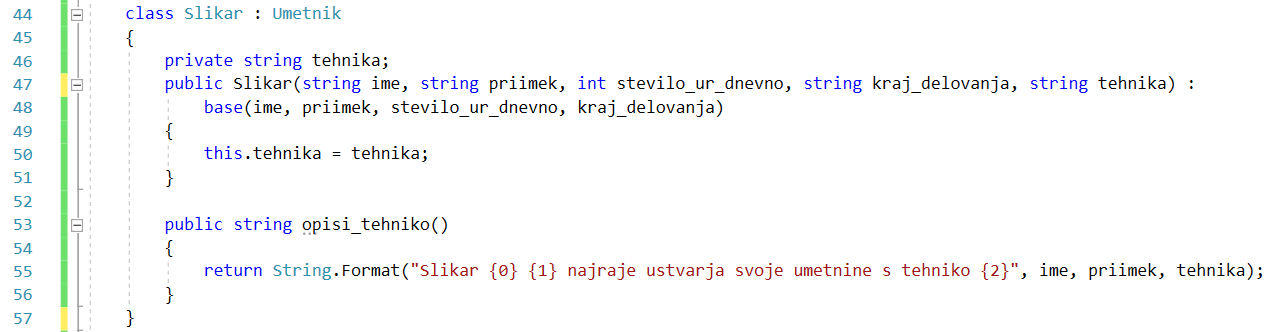 44 class Slikar : Umetnik
45 {
46 private string tehnika;
47 public Slikar(string ime, string priimek, int stevilo_ur_dnevno, string kraj_delovanja, string tehnika) :
48 base(ime, priimek, stevilo_ur_dnevno, kraj_delovanja)
49 {
50 this.tehnika = tehnika;
51 }
52
53 public string opisi_tehniko()
54 {
55 return String.Format("Slikar {0} {1} najraje ustvarja svoje umetnine s tehniko {2}", ime, priimek, tehnika);
56 }
57 }